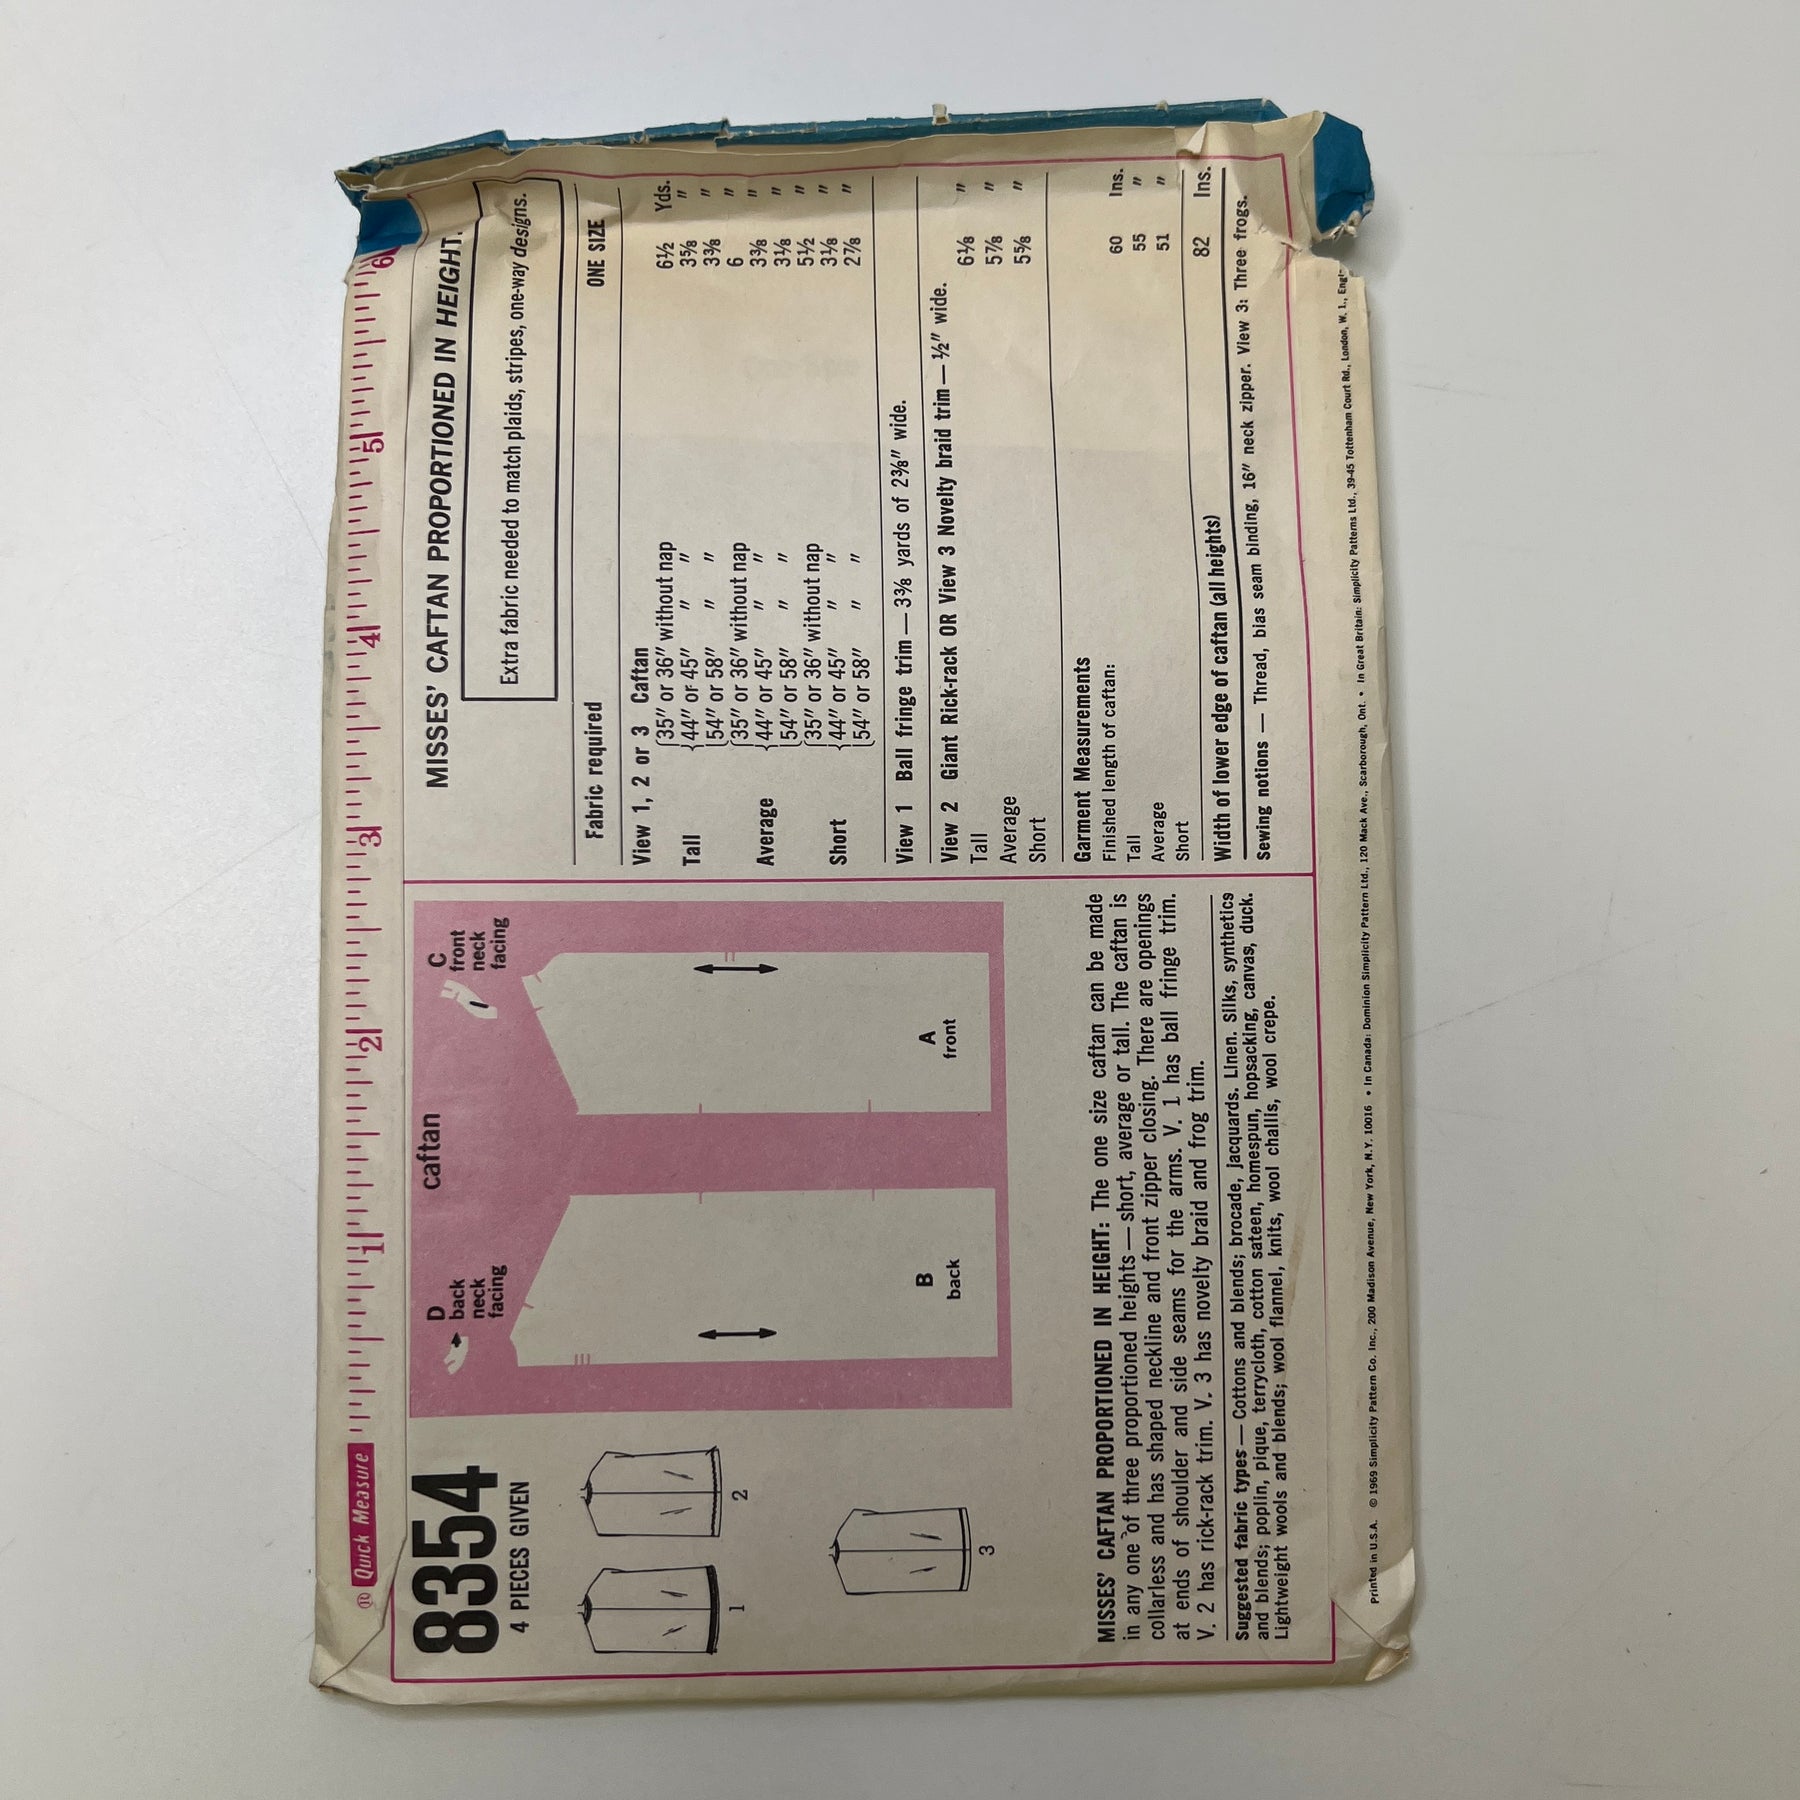 ® Quick Measure 1 2 3 4 5 6
8354
4 PIECES GIVEN
1
2
3
caftan
D
back
neck
facing
C
front
neck
facing
B
back
A
front
MISSES' CAFTAN PROPORTIONED IN HEIGHT: The one size caftan can be made
in any one of three proportioned heights — short, average or tall. The caftan is
collarless and has shaped neckline and front zipper closing. There are openings
at ends of shoulder and side seams for the arms. V. 1 has ball fringe trim.
V. 2 has rick-rack trim. V. 3 has novelty braid and frog trim.
Suggested fabric types — Cottons and blends; brocade, jacquards. Linen. Silks, synthetics
and blends; poplin, pique, terrycloth, cotton sateen, homespun, hopsacking, canvas, duck.
Lightweight wools and blends; wool flannel, knits, wool challis, wool crepe.
MISSES' CAFTAN PROPORTIONED IN HEIGHT.
Extra fabric needed to match plaids, stripes, one-way designs.
Fabric required ONE SIZE
View 1, 2 or 3 Caftan
35" or 36" without nap 6½ Yds.
Tall 44" or 45" " " 3⅝ "
54" or 58" " " 3⅜ "
35" or 36" without nap 6 "
Average 44" or 45" " " 3⅜ "
54" or 58" " " 3⅛ "
35" or 36" without nap 5½ "
Short 44" or 45" " " 3⅛ "
54" or 58" " " 2⅞ "
View 1 Ball fringe trim — 3⅜ yards of 2⅜" wide.
View 2 Giant Rick-rack OR View 3 Novelty braid trim — ½" wide.
Tall 6⅛ "
Average 5⅞ "
Short 5⅝ "
Garment Measurements
Finished length of caftan:
Tall 60 Ins.
Average 55 "
Short 51 "
Width of lower edge of caftan (all heights) 82 Ins.
Sewing notions — Thread, bias seam binding, 16" neck zipper. View 3: Three frogs.
Printed in U.S.A. © 1969 Simplicity Pattern Co. Inc., 200 Madison Avenue, New York, N.Y. 10016 • In Canada: Dominion Simplicity Pattern Ltd., 120 Mack Ave., Scarborough, Ont. • In Great Britain: Simplicity Patterns Ltd., 39-45 Tottenham Court Rd., London, W. 1., Engl